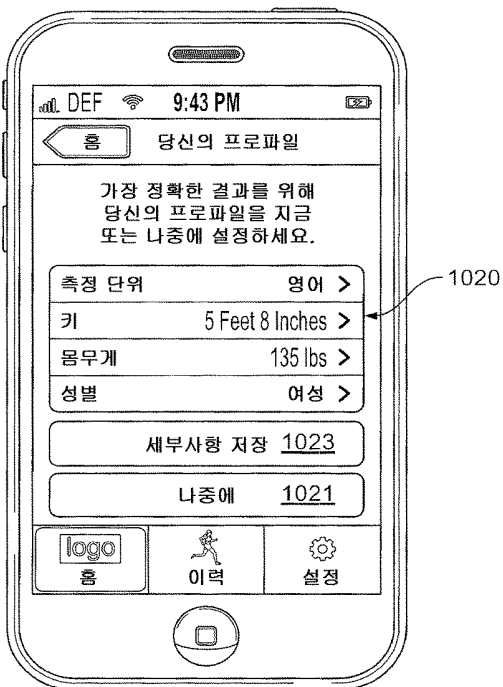 DEF 9:43 PM
홈 당신의 프로파일
가장 정확한 결과를 위해
당신의 프로파일을 지금
또는 나중에 설정하세요.
측정 단위 영어 >
1020
키 5 Feet 8 Inches >
몸무게 135 lbs >
성별 여성 >
세부사항 저장 1023
나중에 1021
logo
홈 이력 설정